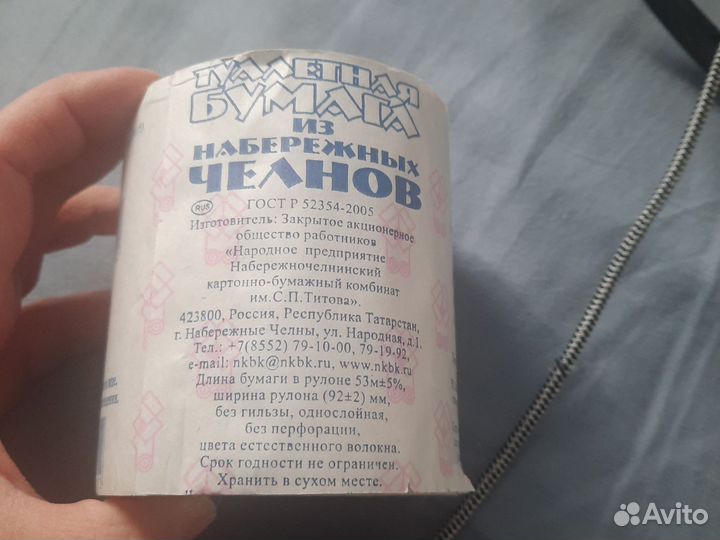 ТУАЛЕТНАЯ
БУМАГА
ИЗ
НАБЕРЕЖНЫХ
ЧЕЛНОВ
RUS ГОСТ Р 52354-2005
Изготовитель: Закрытое акционерное
общество работников
«Народное предприятие
Набережночелнинский
картонно-бумажный комбинат
им.С.П.Титова».
423800, Россия, Республика Татарстан,
г. Набережные Челны, ул. Народная, д.1.
Тел.: +7(8552) 79-10-00, 79-19-92,
e-mail: nkbk@nkbk.ru, www.nkbk.ru
Длина бумаги в рулоне 53м±5%,
ширина рулона (92±2) мм,
без гильзы, однослойная,
без перфорации,
цвета естественного волокна.
Срок годности не ограничен.
Хранить в сухом месте.
Avito